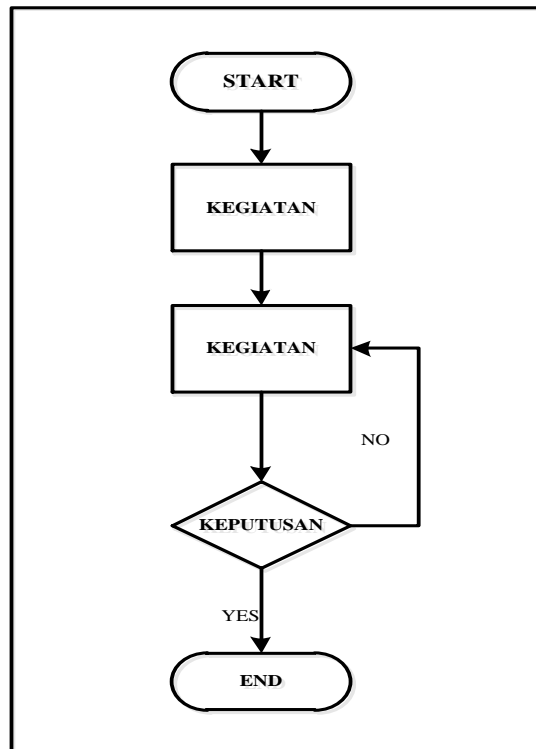 START
KEGIATAN
KEGIATAN
NO
KEPUTUSAN
YES
END